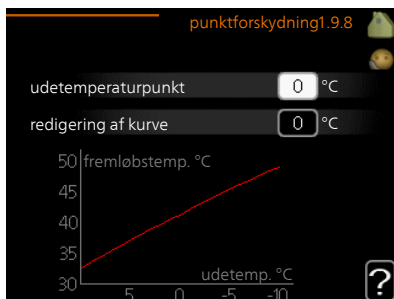 punktforskydning1.9.8
udetemperaturpunkt 0 °C
redigering af kurve 0 °C
50 fremløbstemp. °C
45
40
35
30
udetemp. °C
5 0 -5 -10
?